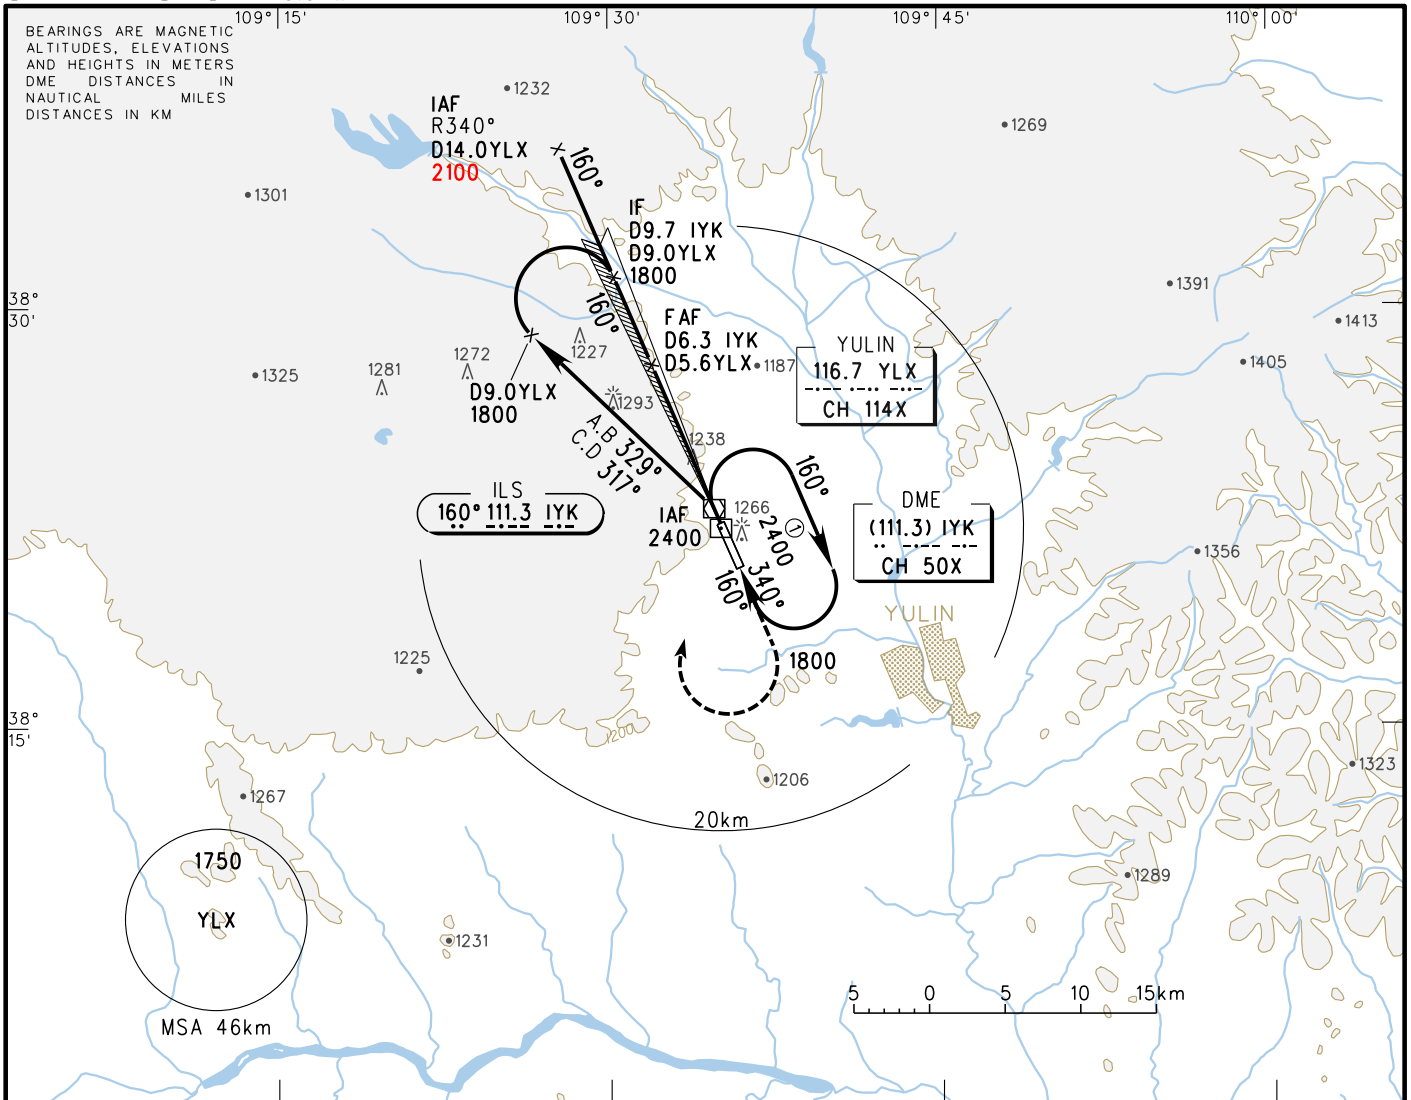 109° 15'
109° 30'
109° 45'
110° 00'
BEARINGS ARE MAGNETIC
ALTITUDES, ELEVATIONS
AND HEIGHTS IN METERS
DME DISTANCES IN
NAUTICAL MILES
DISTANCES IN KM
1232
IAF
R340°
D14.0YLX
2100
160°
1269
1301
IF
D9.7 IYK
D9.0YLX
1800
1391
38°
30'
160°
FAF
D6.3 IYK
D5.6YLX
1413
1227
1187
YULIN
116.7 YLX
CH 114X
1405
1325
1281
1272
D9.0YLX
1800
1293
A.B 329°
C.D 317°
1238
160°
ILS
160° 111.3 IYK
IAF
2400
1266
2400
DME
(111.3) IYK
CH 50X
1356
340°
160°
YULIN
1225
1800
38°
15'
1200
1323
1206
1267
20km
1750
YLX
1289
1231
MSA 46km
5 0 5 10 15km